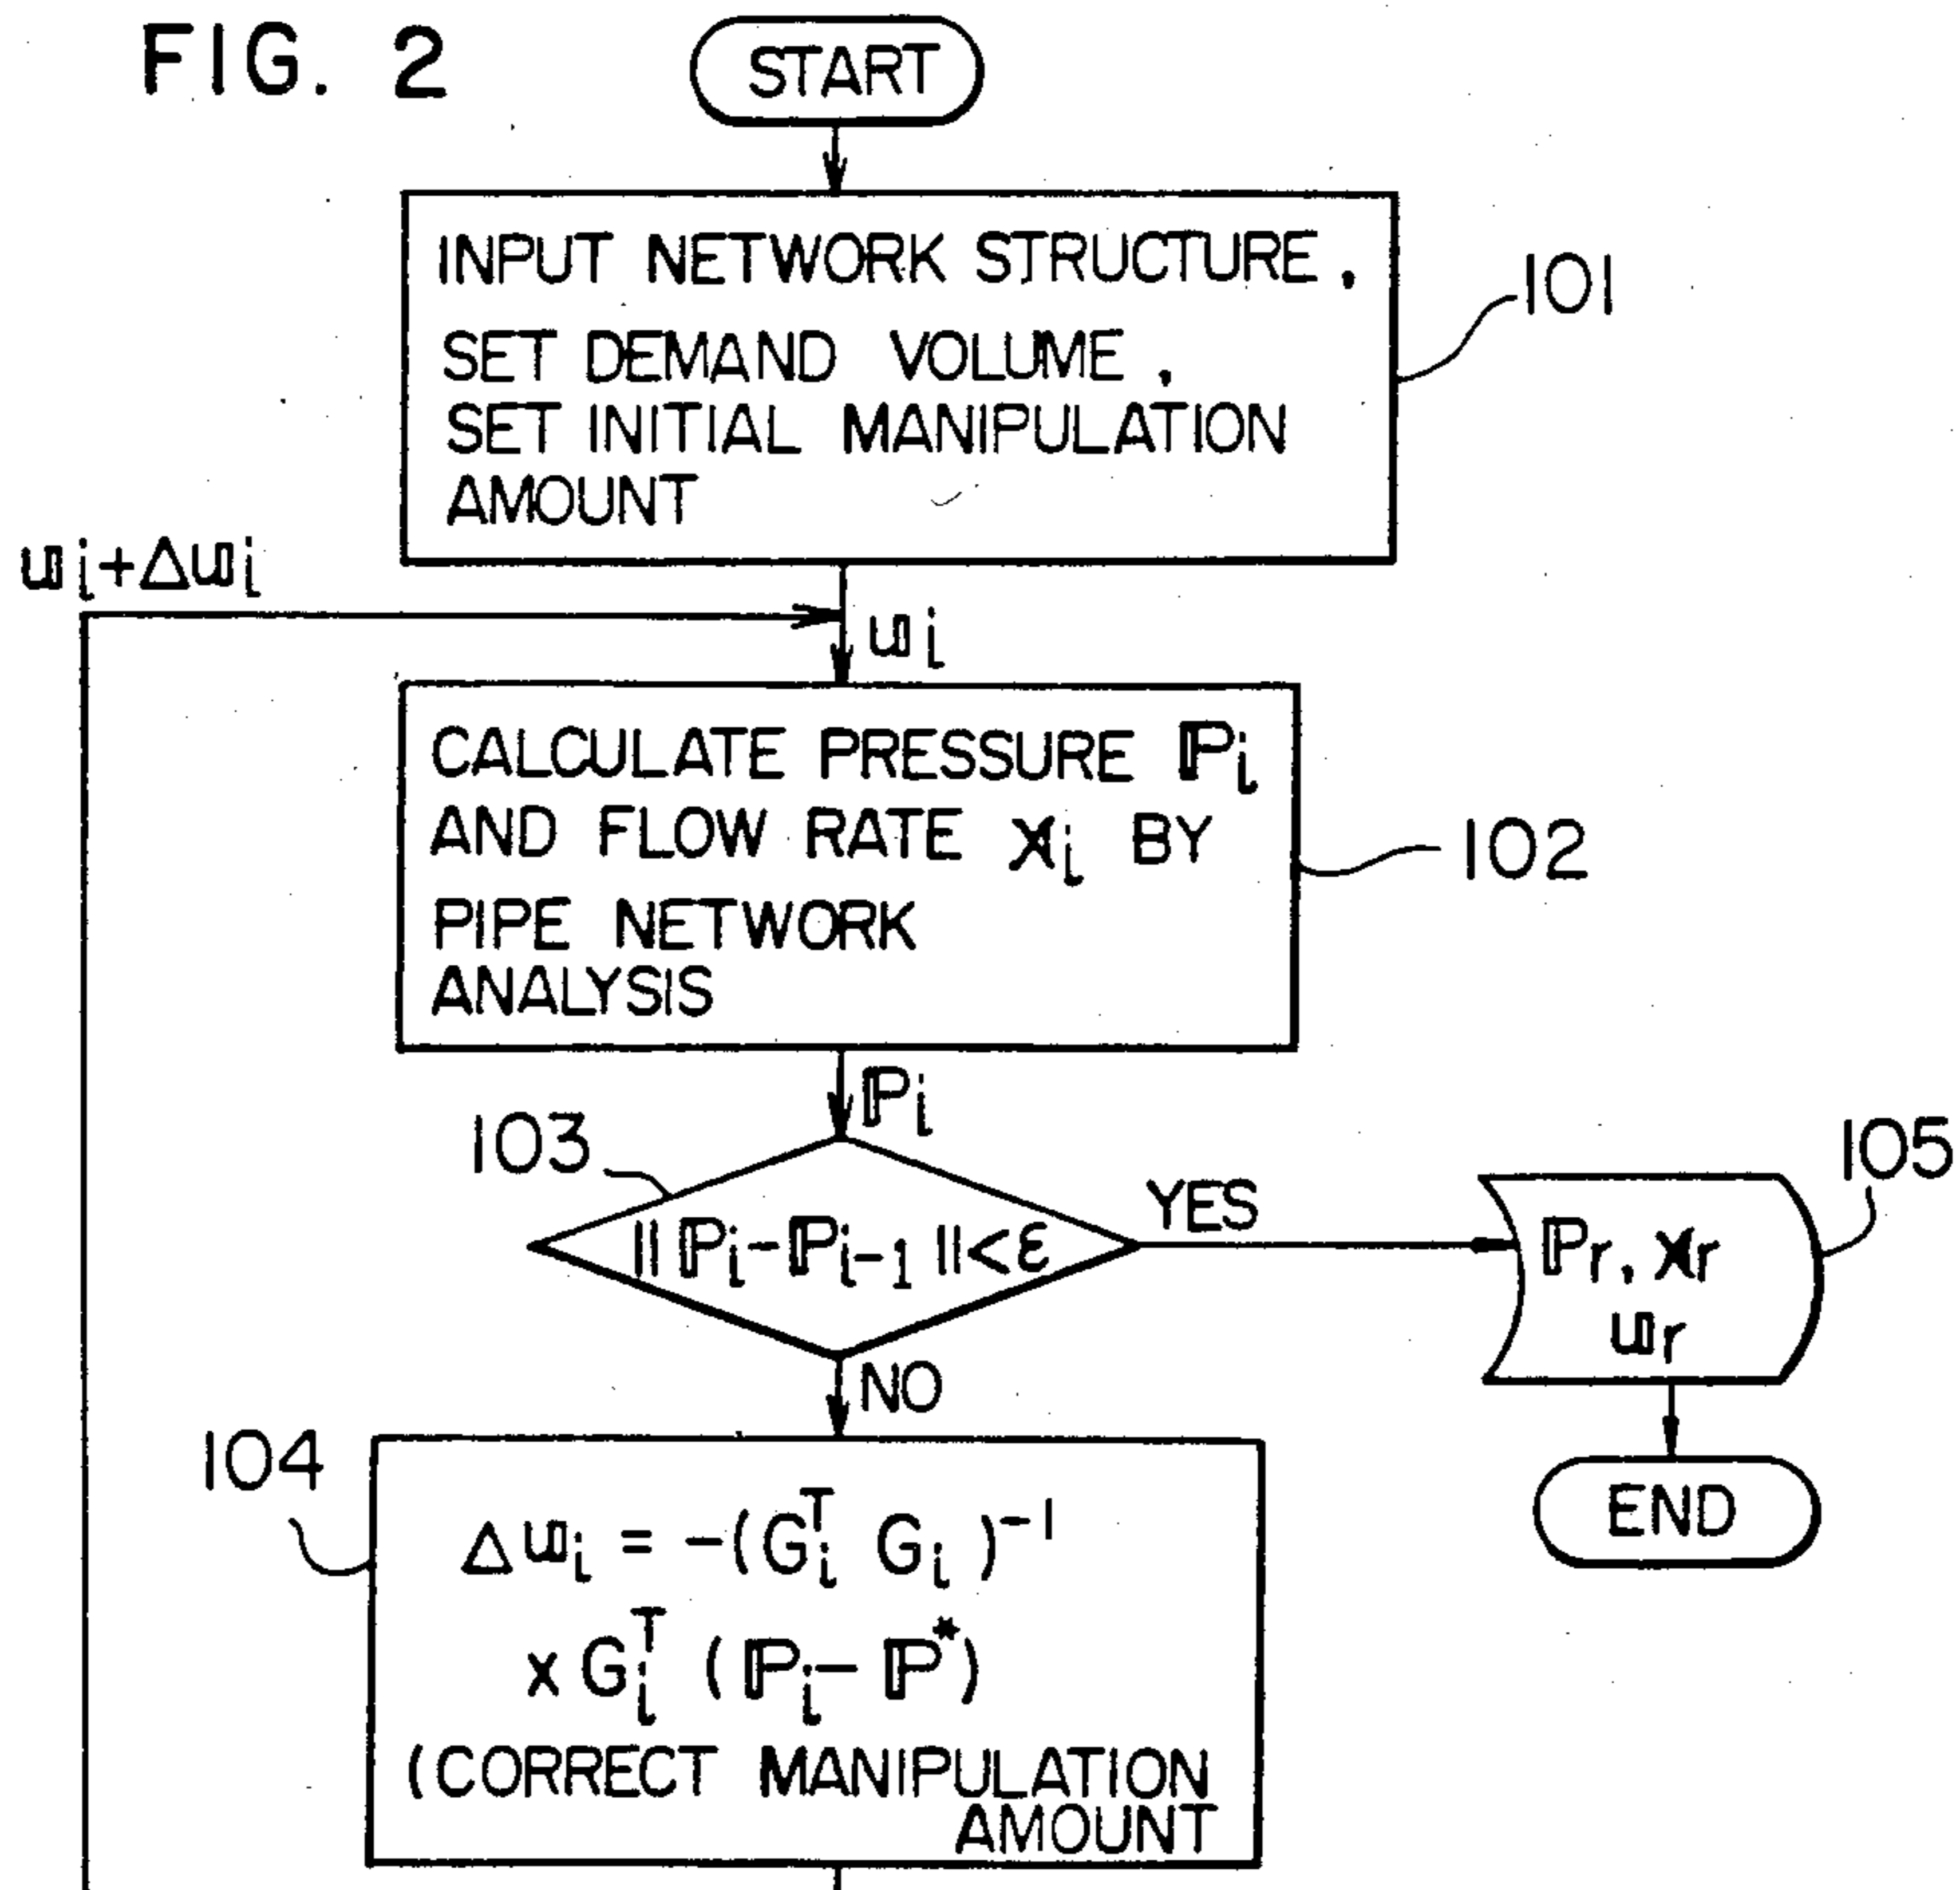 FIG. 2
START
INPUT NETWORK STRUCTURE,
SET DEMAND VOLUME,
SET INITIAL MANIPULATION
AMOUNT
101
𝕦i+Δ𝕦i
𝕦i
CALCULATE PRESSURE ℙi
AND FLOW RATE 𝕩i BY
PIPE NETWORK
ANALYSIS
102
ℙi
103
||ℙi-ℙi-1||<ε
YES
105
ℙr, 𝕩r
𝕦r
NO
END
104
Δ𝕦i = -(GiT Gi)-1
x GiT (ℙi-ℙ*)
(CORRECT MANIPULATION
AMOUNT